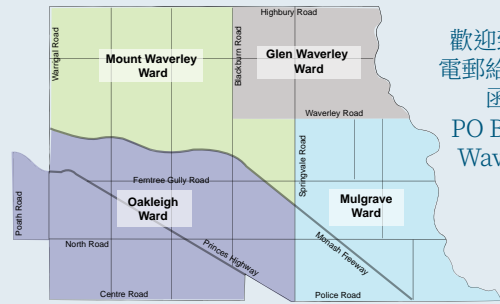 Highbury Road
Warrigal Road
Mount Waverley
Ward
Blackburn Road
Glen Waverley
Ward
Waverley Road
Springvale Road
Ferntree Gully Road
Oakleigh
Ward
Mulgrave
Ward
Poath Road
North Road
Princes Highway
Monash Freeway
Centre Road
Police Road
歡迎
電郵給
PO B
Wav